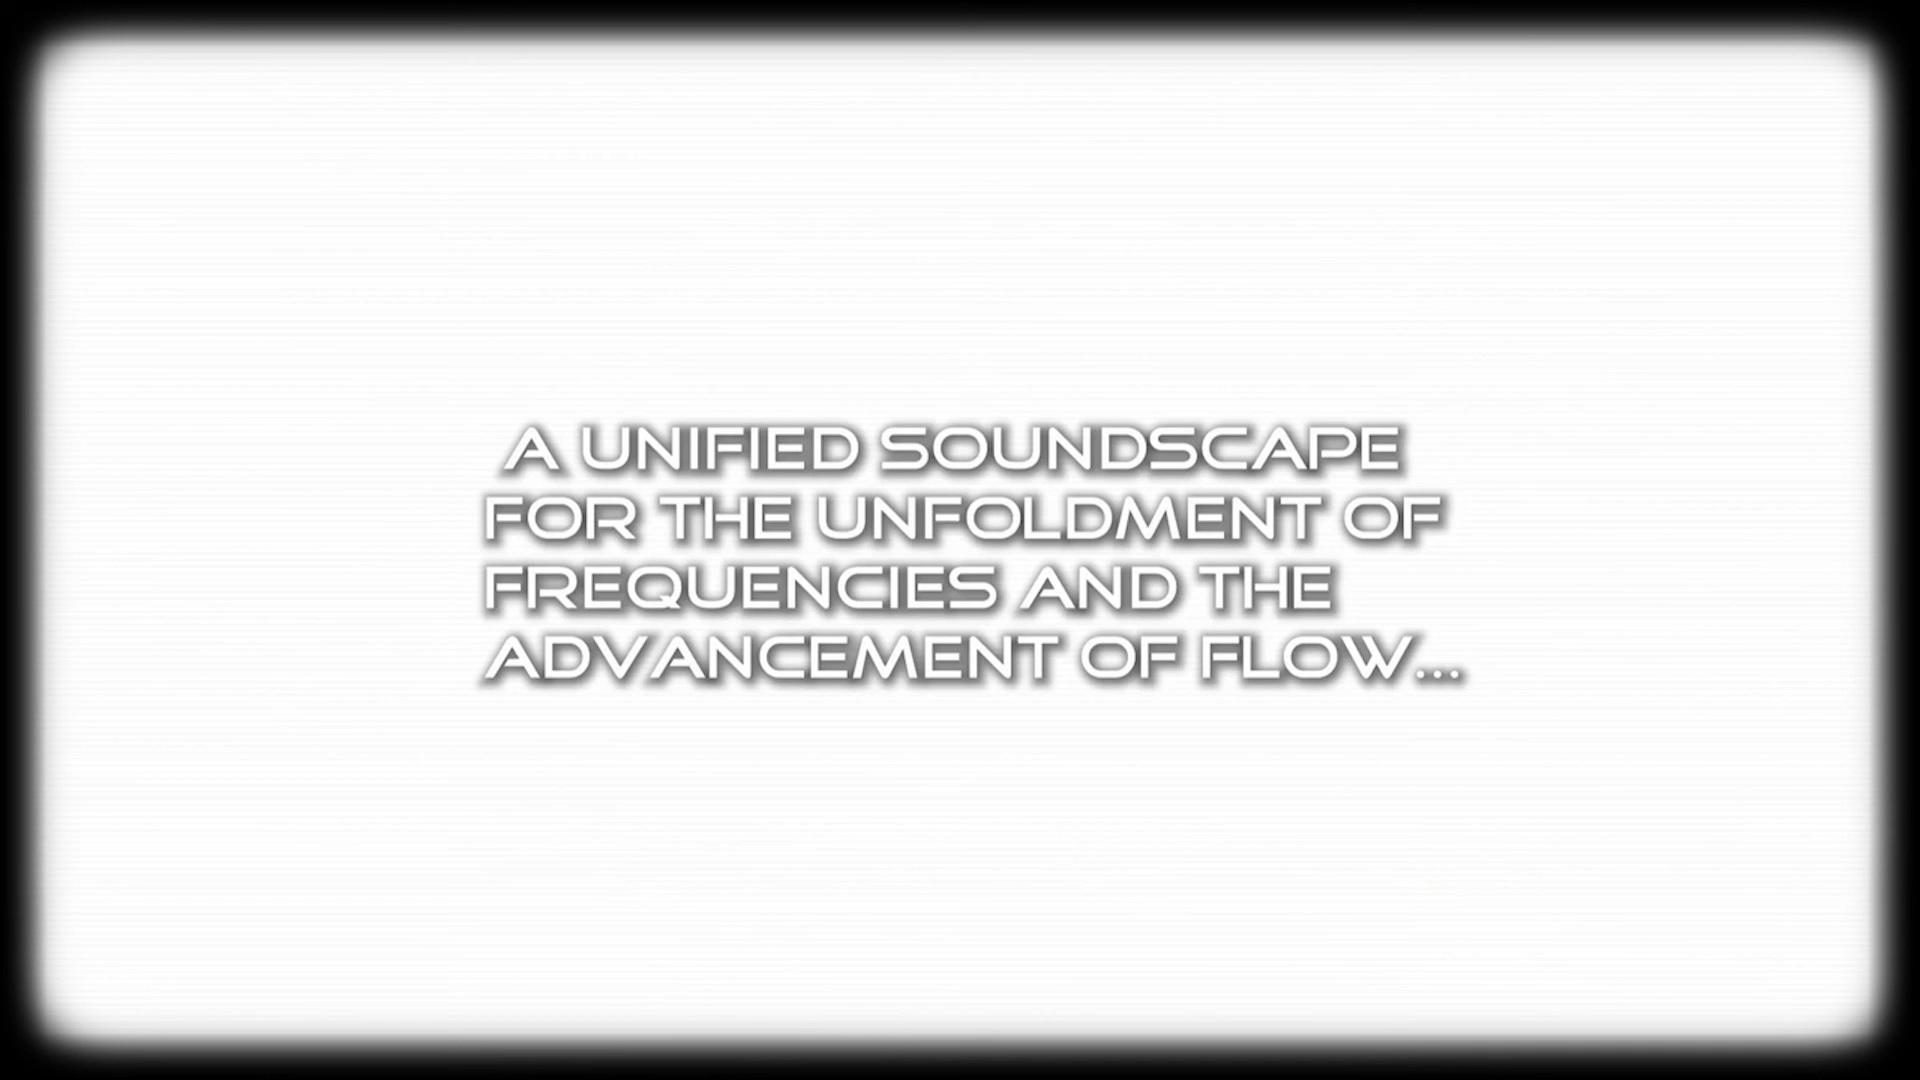 A UNIFIED SOUNDSCAPE
FOR THE UNFOLDMENT OF
FREQUENCIES AND THE
ADVANCEMENT OF FLOW...